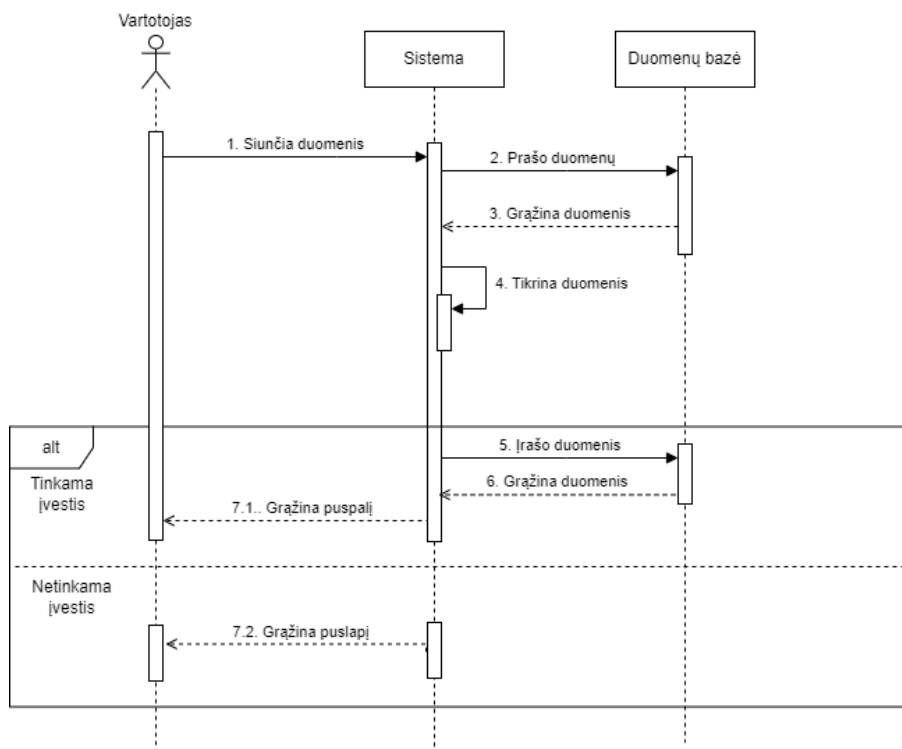 Vartotojas
Sistema
Duomenų bazė
1. Siunčia duomenis
2. Prašo duomenų
3. Grąžina duomenis
4. Tikrina duomenis
alt
5. Įrašo duomenis
Tinkama
įvestis
6. Grąžina duomenis
7.1.. Grąžina puspalį
Netinkama
įvestis
7.2. Grąžina puslapį